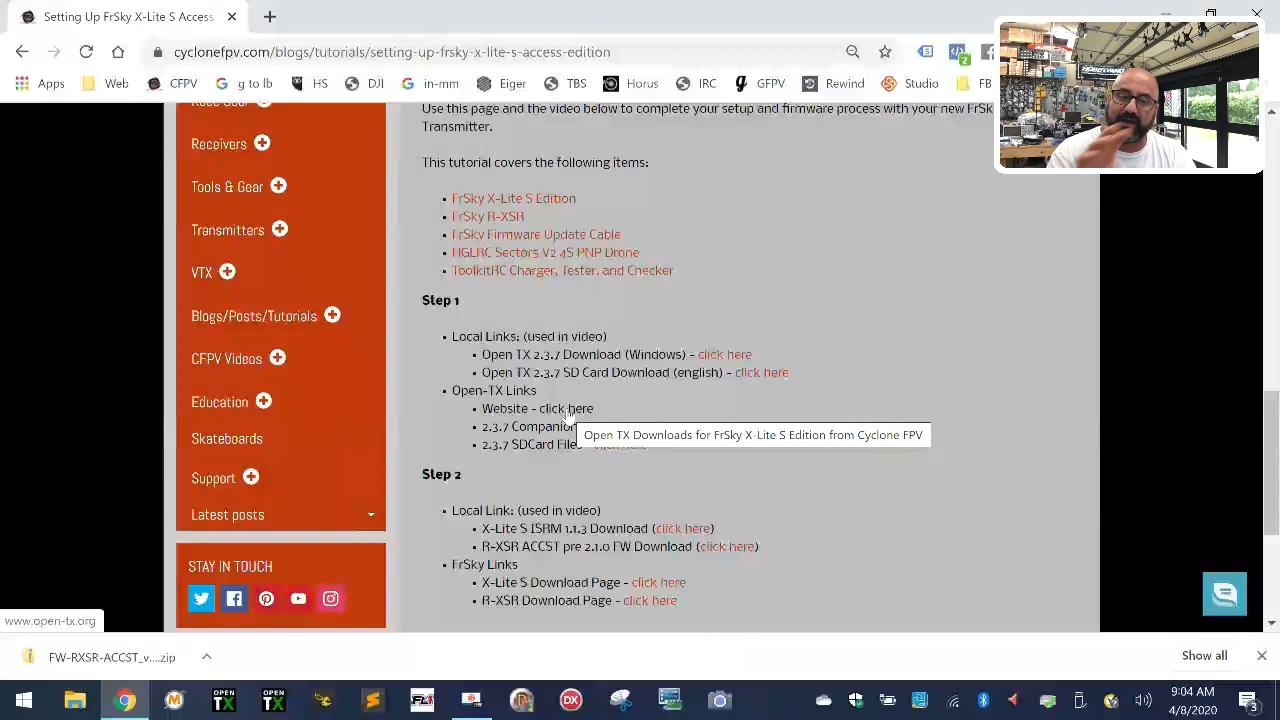 Setting Up FrSky X-Lite S Access
cyclonefpv.com/blogs/tutorials/setting-up-frsky-x-lite-s-access-edition
Apps
Web
CFPV
g to lb
g-mm
TBS
Horus
IRC
GFPV
Rewind
Studio
FB
Use this page and the video below to complete your setup and firmware process with your new FrSk
Transmitter.
This tutorial covers the following items:
FrSky X-Lite S Edition
FrSky R-XSR
FrSky Firmware Update Cable
HGLRC Sector5 V2 4S PNP Drone
ToolkitRC Charger, Tester, and Checker
Step 1
Local Links: (used in video)
Open TX 2.3.7 Download (Windows) - click here
Open TX 2.3.7 SD Card Download (english) - click here
Open-TX Links
Website - click here
2.3.7 Companion
2.3.7 SDCard Files - click here
Open TX Downloads for FrSky X-Lite S Edition from Cyclone FPV
Step 2
Local Link: (used in video)
X-Lite S ISRM 1.1.3 Download (click here)
R-XSR ACCST pre 2.1.0 FW Download (click here)
FrSky Links
X-Lite S Download Page - click here
R-XSR Download Page - click here
Race Gear
Receivers
Tools & Gear
Transmitters
VTX
Blogs/Posts/Tutorials
CFPV Videos
Education
Skateboards
Support
Latest posts
STAY IN TOUCH
www.open-tx.org
FW-RXSR-ACCST_v....zip
Show all
OPEN TX
OPEN TX
9:04 AM
4/8/2020